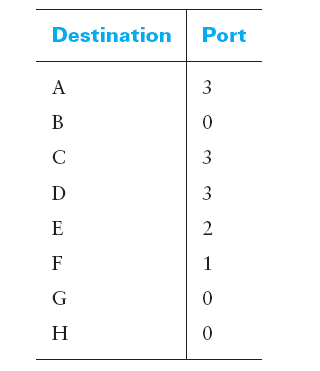 Destination Port
A 3
B 0
C 3
D 3
E 2
F 1
G 0
H 0